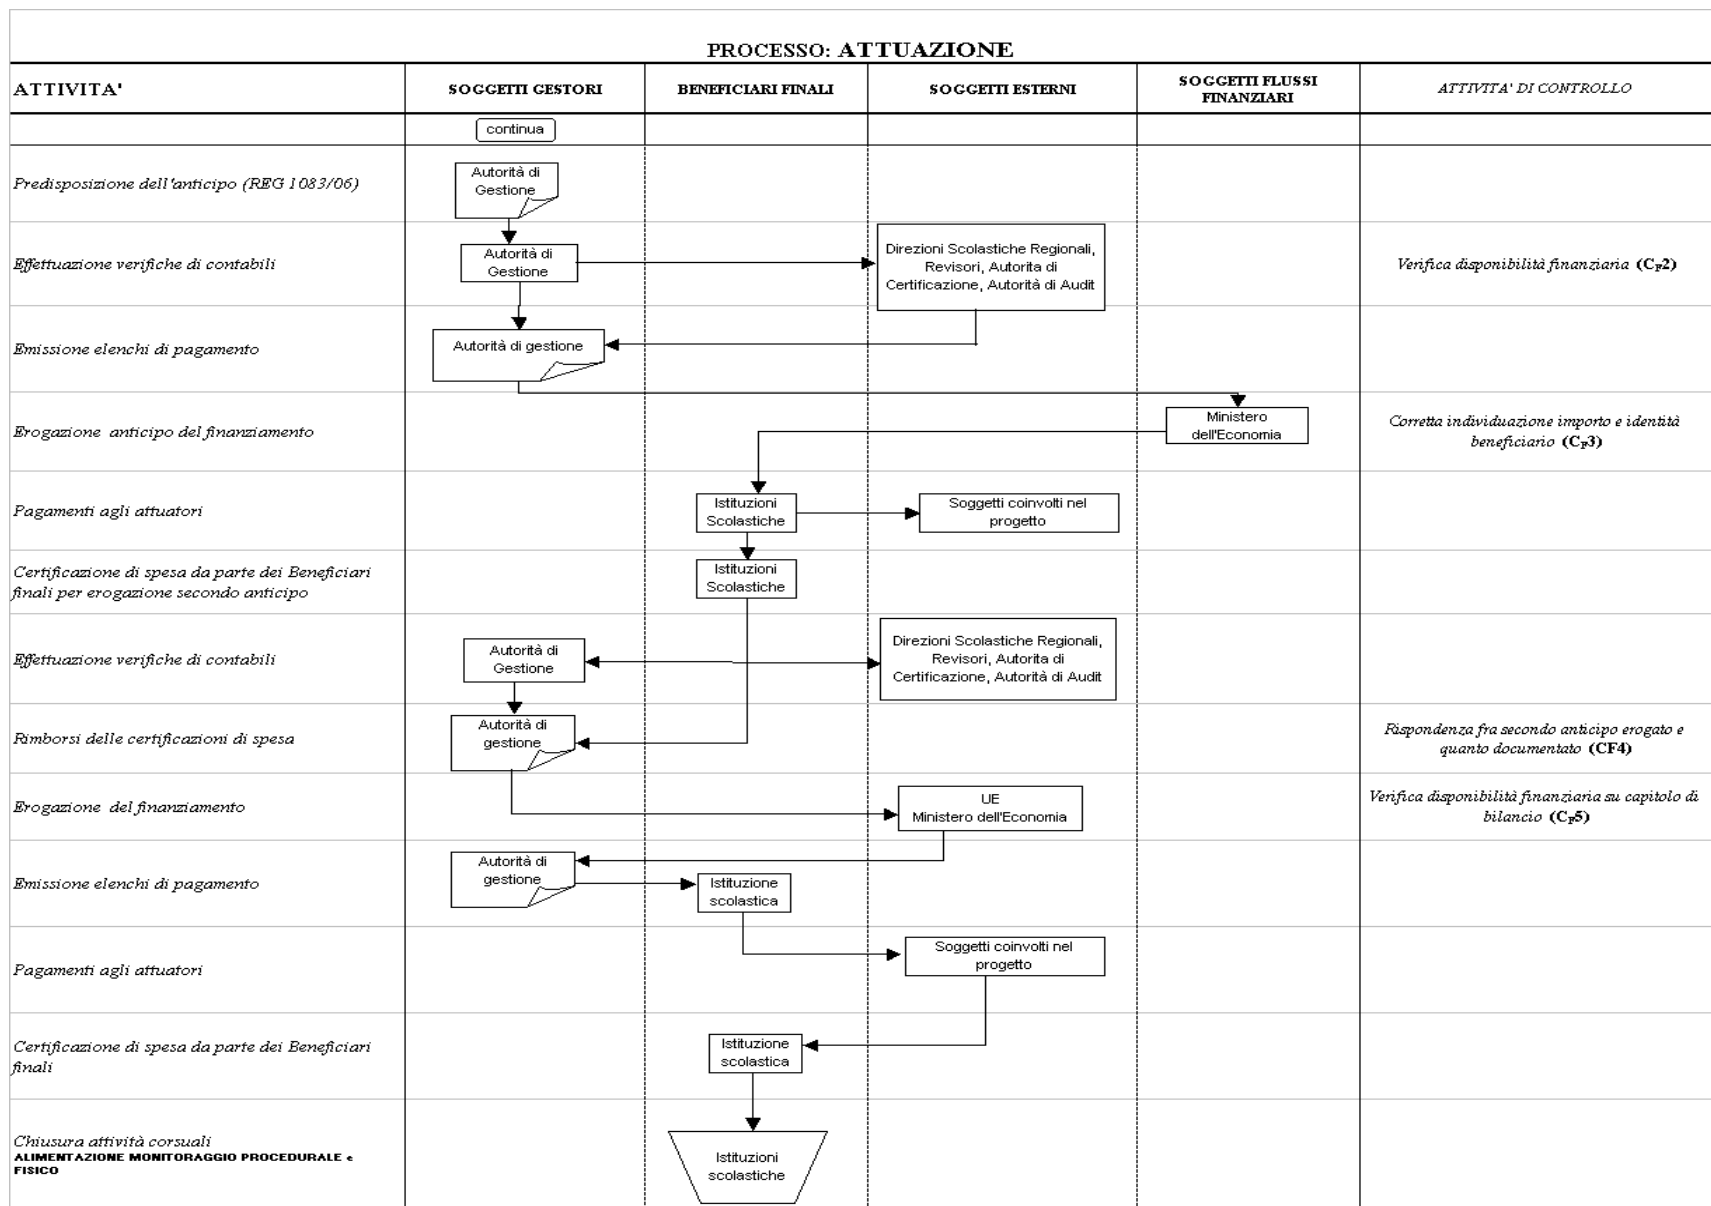 PROCESSO: ATTUAZIONE
ATTIVITA'
SOGGETTI GESTORI
BENEFICIARI FINALI
SOGGETTI ESTERNI
SOGGETTI FLUSSI
FINANZIARI
ATTIVITA' DI CONTROLLO
continua
Predisposizione dell'anticipo (REG 1083/06)
Autorità di
Gestione
Effettuazione verifiche di contabili
Autorità di
Gestione
Direzioni Scolastiche Regionali,
Revisori, Autorita di
Certificazione, Autorità di Audit
Verifica disponibilità finanziaria (CF2)
Emissione elenchi di pagamento
Autorità di gestione
Erogazione anticipo del finanziamento
Ministero
dell'Economia
Corretta individuazione importo e identità
beneficiario (CF3)
Pagamenti agli attuatori
Istituzioni
Scolastiche
Soggetti coinvolti nel
progetto
Certificazione di spesa da parte dei Beneficiari
finali per erogazione secondo anticipo
Istituzioni
Scolastiche
Effettuazione verifiche di contabili
Autorità di
Gestione
Direzioni Scolastiche Regionali,
Revisori, Autorita di
Certificazione, Autorità di Audit
Rimborsi delle certificazioni di spesa
Autorità di
gestione
Rispondenza fra secondo anticipo erogato e
quanto documentato (CF4)
Erogazione del finanziamento
UE
Ministero dell'Economia
Verifica disponibilità finanziaria su capitolo di
bilancio (CF5)
Emissione elenchi di pagamento
Autorità di
gestione
Istituzione
scolastica
Pagamenti agli attuatori
Soggetti coinvolti nel
progetto
Certificazione di spesa da parte dei Beneficiari
finali
Istituzione
scolastica
Chiusura attività corsuali
ALIMENTAZIONE MONITORAGGIO PROCEDURALE e
FISICO
Istituzioni
scolastiche